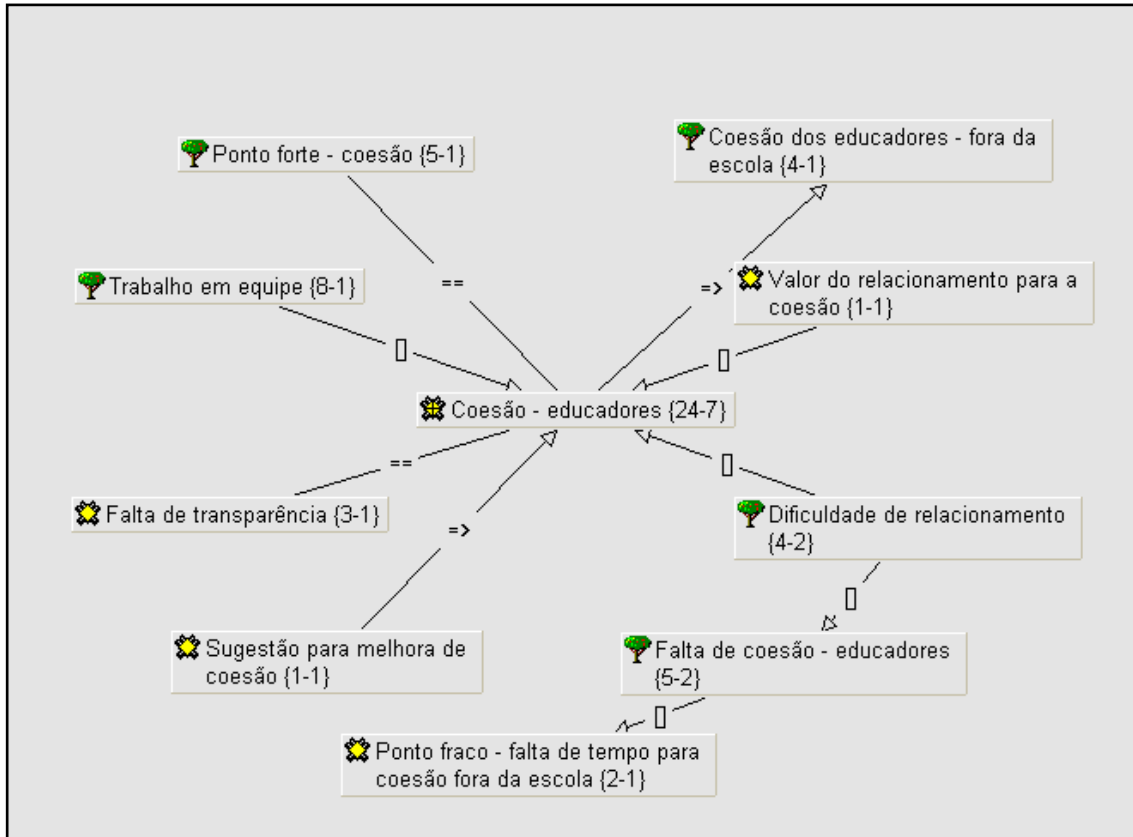 Ponto forte - coesão {5-1}
Coesão dos educadores - fora da
escola {4-1}
Trabalho em equipe {8-1}
==
=>
Valor do relacionamento para a
coesão {1-1}
[]
[]
Coesão - educadores {24-7}
==
[]
Falta de transparência {3-1}
=>
Dificuldade de relacionamento
{4-2}
[]
Sugestão para melhora de
coesão {1-1}
Falta de coesão - educadores
{5-2}
[]
Ponto fraco - falta de tempo para
coesão fora da escola {2-1}